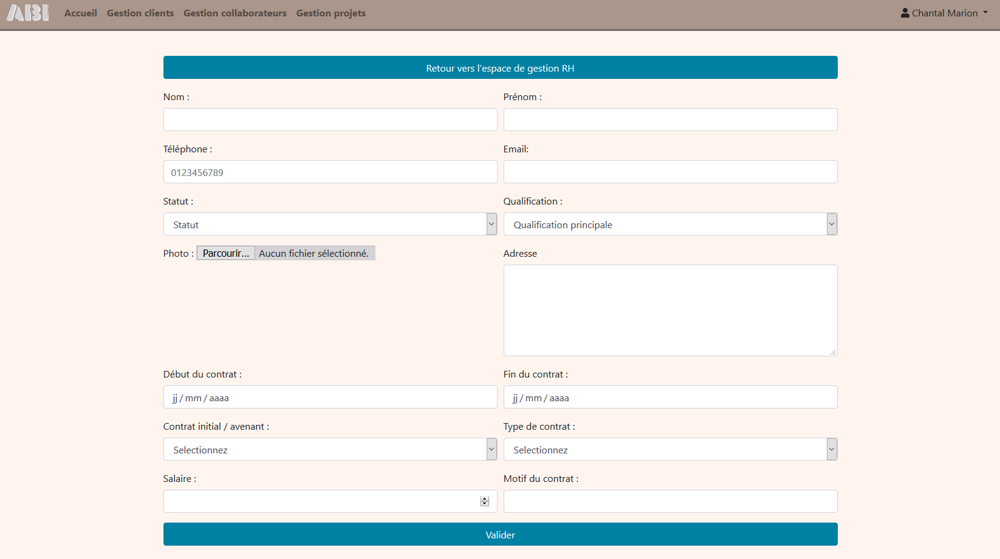 ABI Accueil Gestion clients Gestion collaborateurs Gestion projets Chantal Marion
Retour vers l'espace de gestion RH
Nom : Prénom :
Téléphone : Email:
0123456789
Statut : Qualification :
Statut Qualification principale
Photo : Parcourir... Aucun fichier sélectionné. Adresse
Début du contrat : Fin du contrat :
jj / mm / aaaa jj / mm / aaaa
Contrat initial / avenant : Type de contrat :
Selectionnez Selectionnez
Salaire : Motif du contrat :
Valider